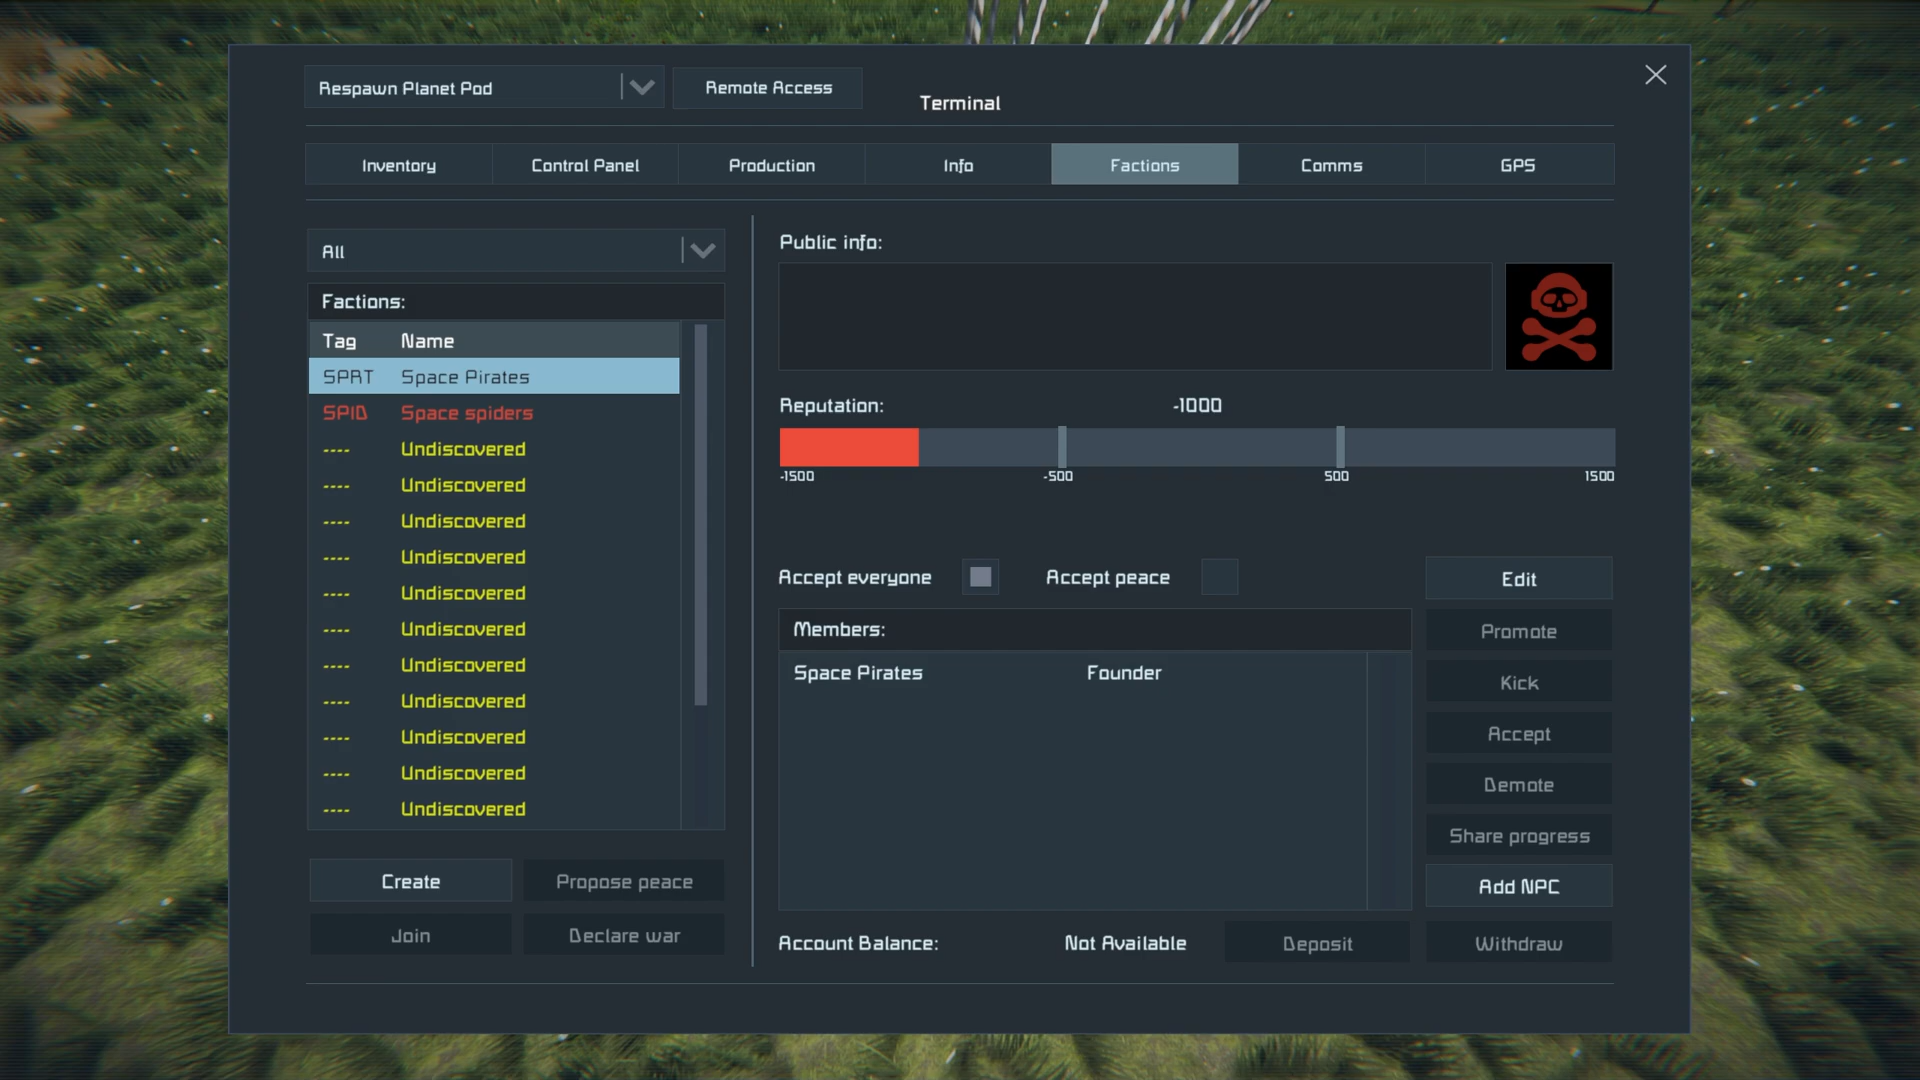 Respawn Planet Pod
Remote Access
Terminal
Inventory
Control Panel
Production
Info
Factions
Comms
GPS
All
Factions:
Tag Name
SPRT Space Pirates
SPID Space spiders
---- Undiscovered
---- Undiscovered
---- Undiscovered
---- Undiscovered
---- Undiscovered
---- Undiscovered
---- Undiscovered
---- Undiscovered
---- Undiscovered
---- Undiscovered
---- Undiscovered
Create
Propose peace
Join
Declare war
Public info:
Reputation: -1000
-1500 -500 500 1500
Accept everyone
Accept peace
Edit
Members:
Space Pirates Founder
Promote
Kick
Accept
Demote
Share progress
Add NPC
Account Balance: Not Available
Deposit
Withdraw